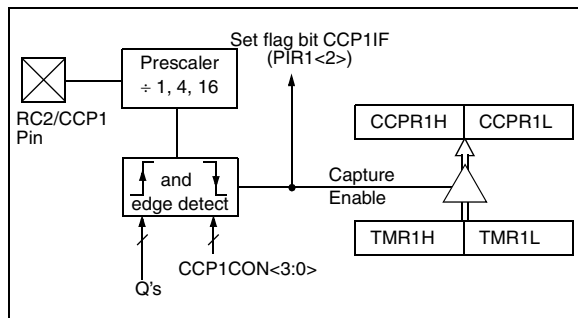 Set flag bit CCP1IF
(PIR1<2>)
Prescaler
÷ 1, 4, 16
RC2/CCP1
Pin
CCPR1H
CCPR1L
and
edge detect
Capture
Enable
TMR1H
TMR1L
CCP1CON<3:0>
Q's